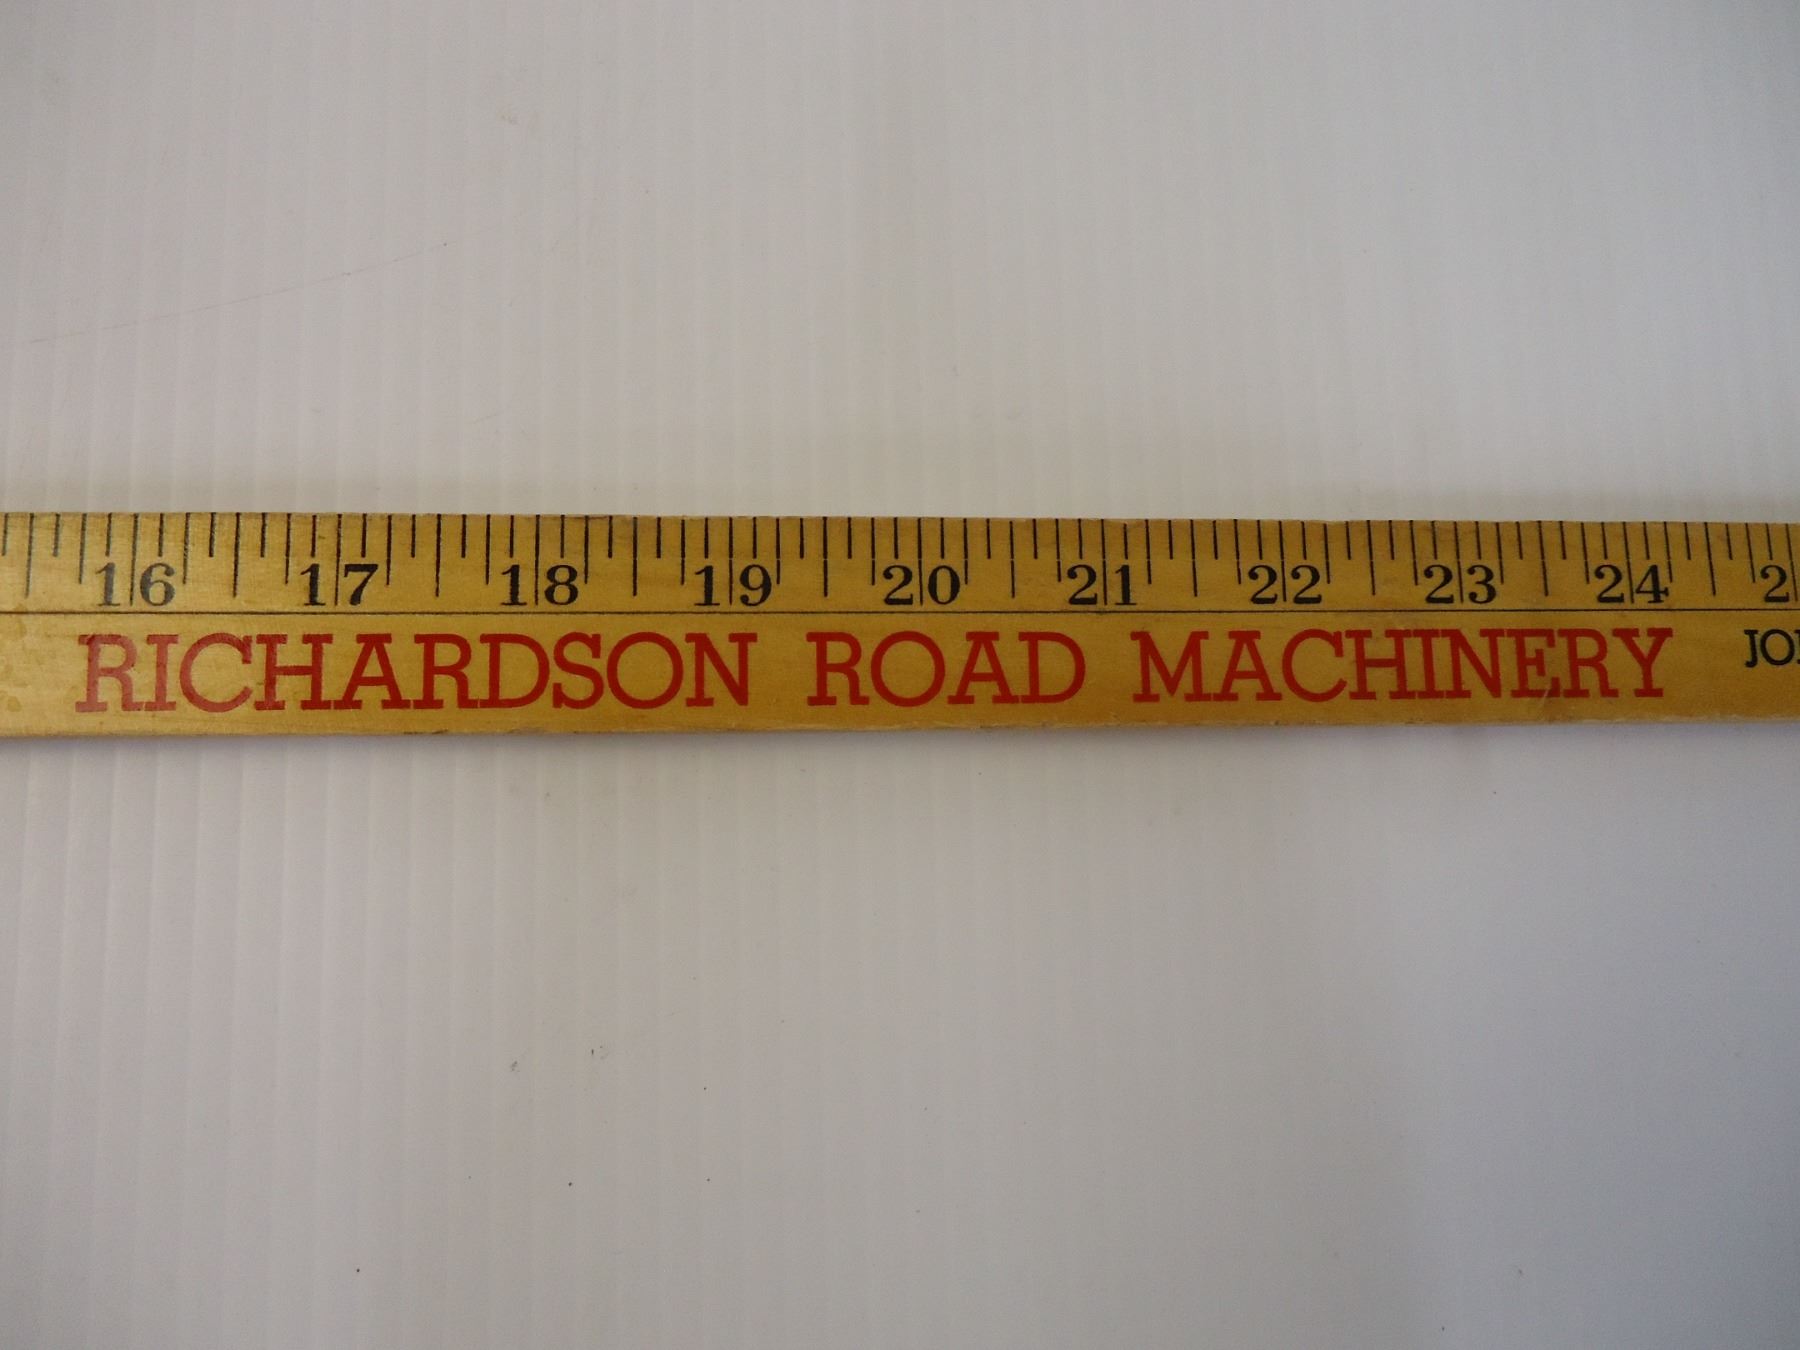 16 17 18 19 20 21 22 23 24
RICHARDSON ROAD MACHINERY